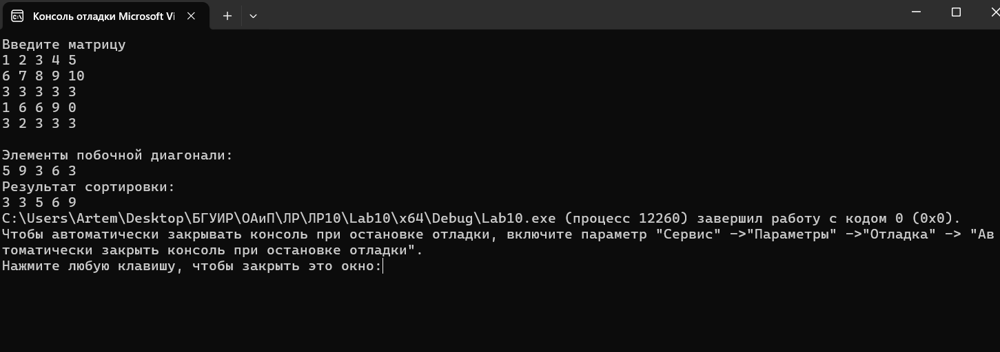 Консоль отладки Microsoft Vi
Введите матрицу
1 2 3 4 5
6 7 8 9 10
3 3 3 3 3
1 6 6 9 0
3 2 3 3 3
Элементы побочной диагонали:
5 9 3 6 3
Результат сортировки:
3 3 5 6 9
C:\Users\Artem\Desktop\БГУИР\ОАиП\ЛР\ЛР10\Lab10\x64\Debug\Lab10.exe (процесс 12260) завершил работу с кодом 0 (0x0).
Чтобы автоматически закрывать консоль при остановке отладки, включите параметр "Сервис" ->"Параметры" ->"Отладка" -> "Ав
томатически закрыть консоль при остановке отладки".
Нажмите любую клавишу, чтобы закрыть это окно: